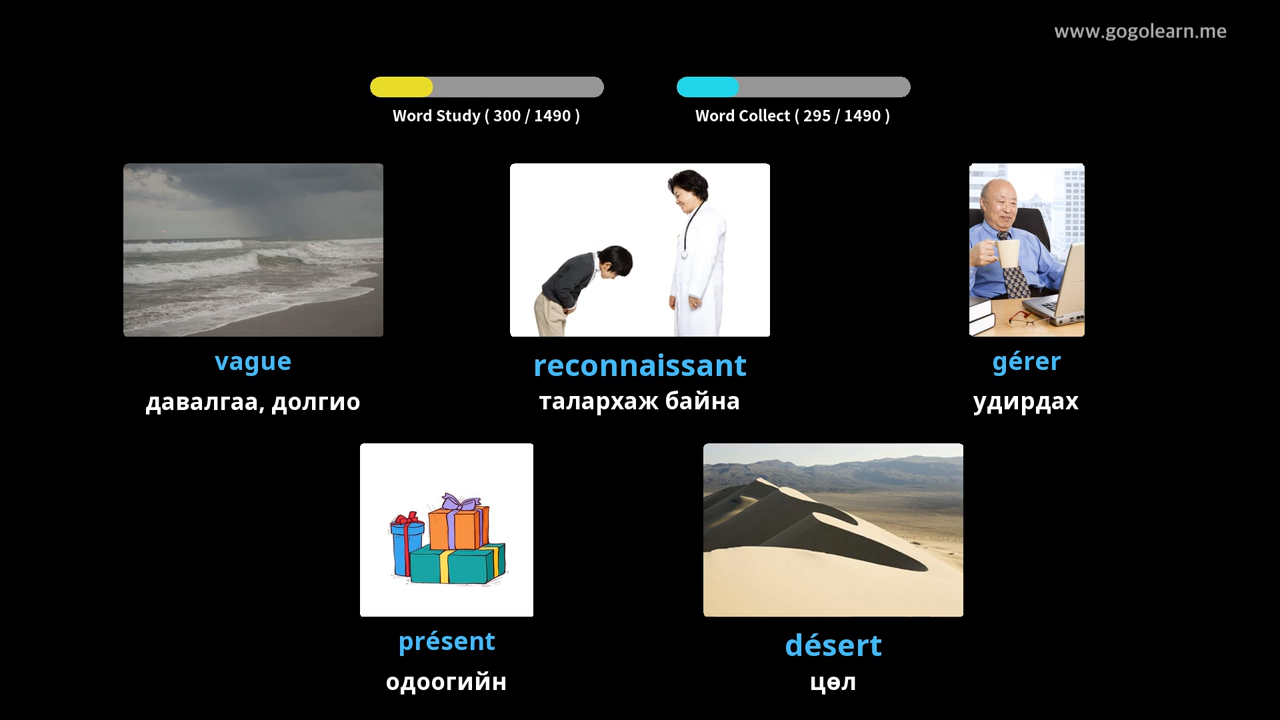 www.gogolearn.me
Word Study ( 300 / 1490 )
Word Collect ( 295 / 1490 )
vague
давалгаа, долгио
reconnaissant
талархаж байна
gérer
удирдах
présent
одоогийн
désert
цөл